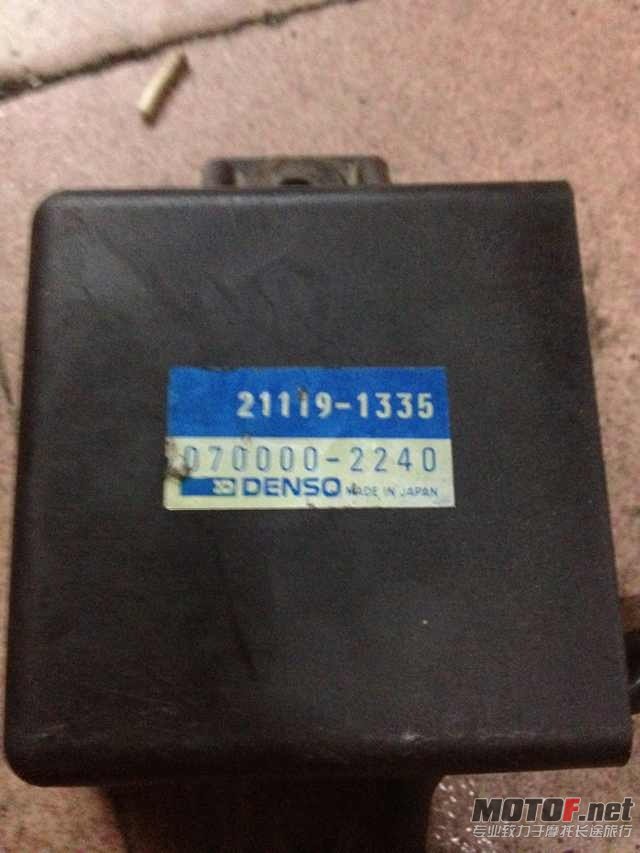 21119-1335
070000-2240
DENSO MADE IN JAPAN
MOTOF.net
专业致力于摩托长途旅行